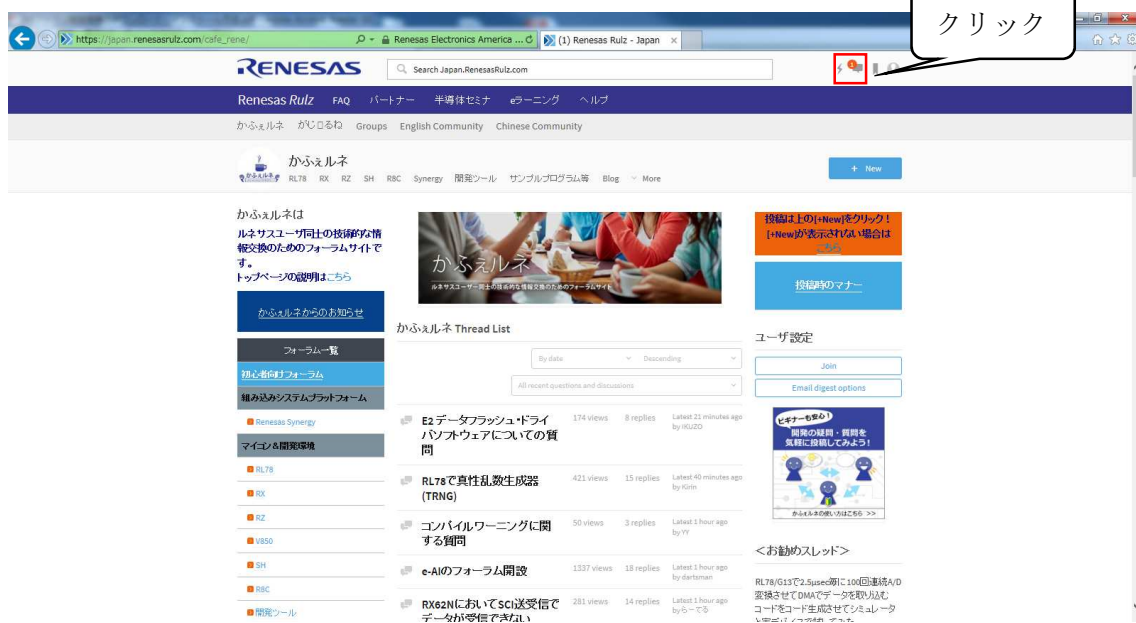 クリック
https://japan.renesasrulz.com/cafe_rene/
Renesas Electronics America ...
(1) Renesas Rulz - Japan
RENESAS
Search Japan.RenesasRulz.com
1
Renesas Rulz FAQ パートナー 半導体セミナ eラーニング ヘルプ
かふぇルネ がじぇるね Groups English Community Chinese Community
かふぇルネ
かふぇルネ
RL78 RX RZ SH R8C Synergy 開発ツール サンプルプログラム等 Blog More
+ New
かふぇルネは
ルネサスユーザ同士の技術的な情
報交換のためのフォーラムサイトで
す。
トップページの説明はこちら
かふぇルネからのお知らせ
フォーラム一覧
初心者向けフォーラム
組み込みシステムプラットフォーム
Renesas Synergy
マイコン&開発環境
RL78
RX
RZ
V850
SH
R8C
開発ツール
かふぇルネ
ルネサスユーザー同士の技術的な情報交換のためのフォーラムサイト
かふぇルネ Thread List
By date Descending
All recent questions and discussions
E2 データフラッシュ・ドライ
バソフトウェアについての質
問
174 views 8 replies Latest 21 minutes ago
by IKUZO
RL78で真性乱数生成器
(TRNG)
421 views 15 replies Latest 40 minutes ago
by Kirin
コンパイルワーニングに関
する質問
50 views 3 replies Latest 1 hour ago
by YY
e-AIのフォーラム開設
1337 views 18 replies Latest 1 hour ago
by dartsman
RX62NにおいてSCI送受信で
データが受信できない
281 views 14 replies Latest 1 hour ago
byらーてる
投稿は上の[+New]をクリック!
[+New]が表示されない場合は
こちら
投稿時のマナー
ユーザ設定
Join
Email digest options
ビギナーも安心!
開発の疑問・質問を
気軽に投稿してみよう!
かふぇルネの使い方はこちら >>
<お勧めスレッド>
RL78/G13で2.5μsec毎に100回連続A/D
変換させてDMAでデータを取り込む
コードをコード生成させてシミュレータ